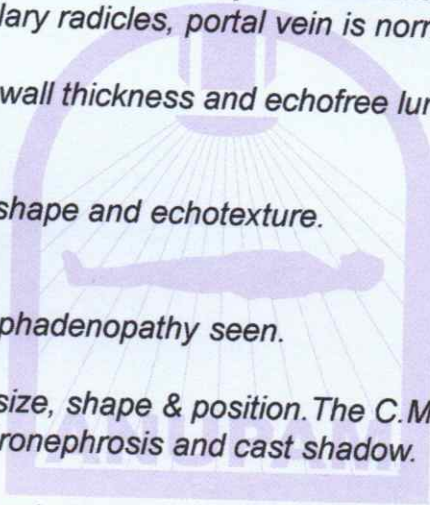 lary radicles, portal vein is norr
wall thickness and echofree lur
shape and echotexture.
phadenopathy seen.
size, shape & position. The C.M
ronephrosis and cast shadow.
ANUPAM